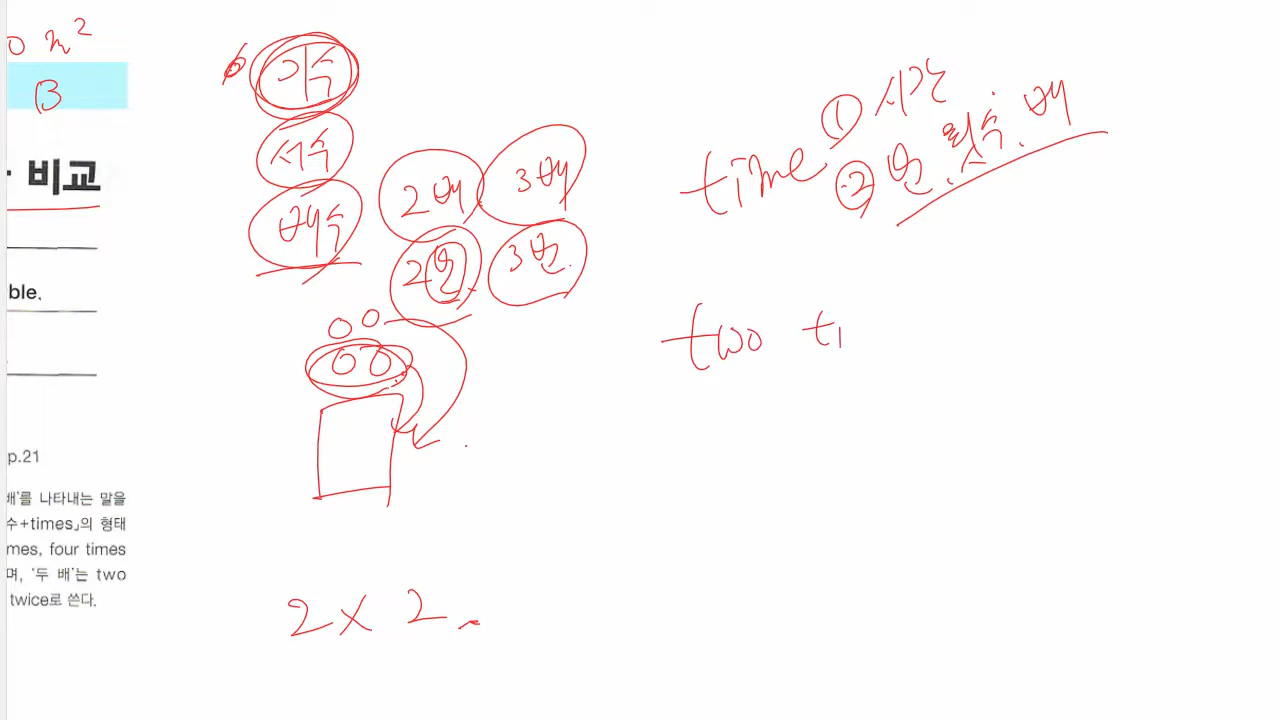 0 m²
B
비교
ble.
p.21
배'를 나타내는 말을
수+times」의 형태
mes, four times
며, '두 배'는 two
twice로 쓴다.
기수
서수
배수
2배 3배
2번 3번
2 × 2
time ① 시간
② 번. 횟수. 배
two ti